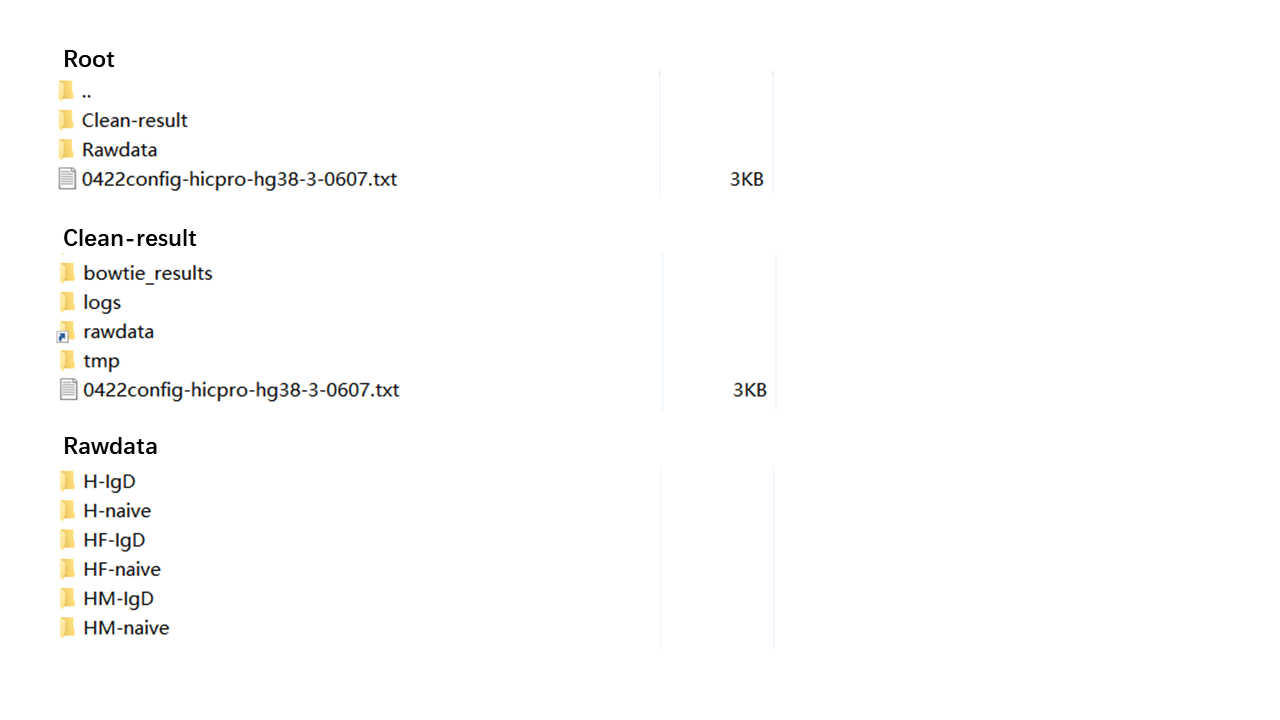 Root
..
Clean-result
Rawdata
0422config-hicpro-hg38-3-0607.txt 3KB
Clean-result
bowtie_results
logs
rawdata
tmp
0422config-hicpro-hg38-3-0607.txt 3KB
Rawdata
H-IgD
H-naive
HF-IgD
HF-naive
HM-IgD
HM-naive